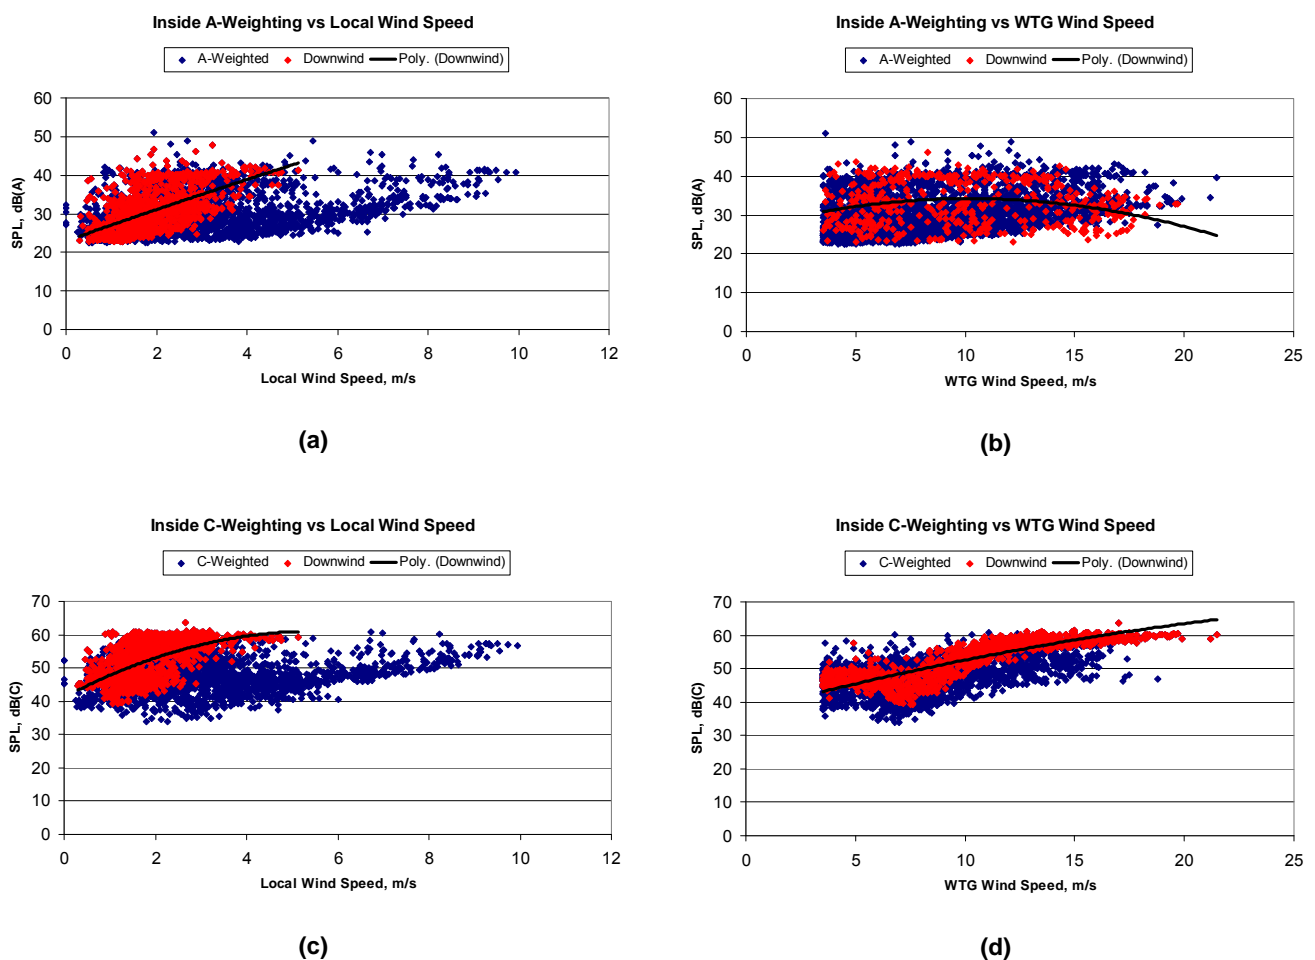 Inside A-Weighting vs Local Wind Speed
A-Weighted Downwind Poly. (Downwind)
60
50
40
30
20
10
0
SPL, dB(A)
0 2 4 6 8 10 12
Local Wind Speed, m/s
(a)
Inside A-Weighting vs WTG Wind Speed
A-Weighted Downwind Poly. (Downwind)
60
50
40
30
20
10
0
SPL, dB(A)
0 5 10 15 20 25
WTG Wind Speed, m/s
(b)
Inside C-Weighting vs Local Wind Speed
C-Weighted Downwind Poly. (Downwind)
70
60
50
40
30
20
10
0
SPL, dB(C)
0 2 4 6 8 10 12
Local Wind Speed, m/s
(c)
Inside C-Weighting vs WTG Wind Speed
C-Weighted Downwind Poly. (Downwind)
70
60
50
40
30
20
10
0
SPL, dB(C)
0 5 10 15 20 25
WTG Wind Speed, m/s
(d)